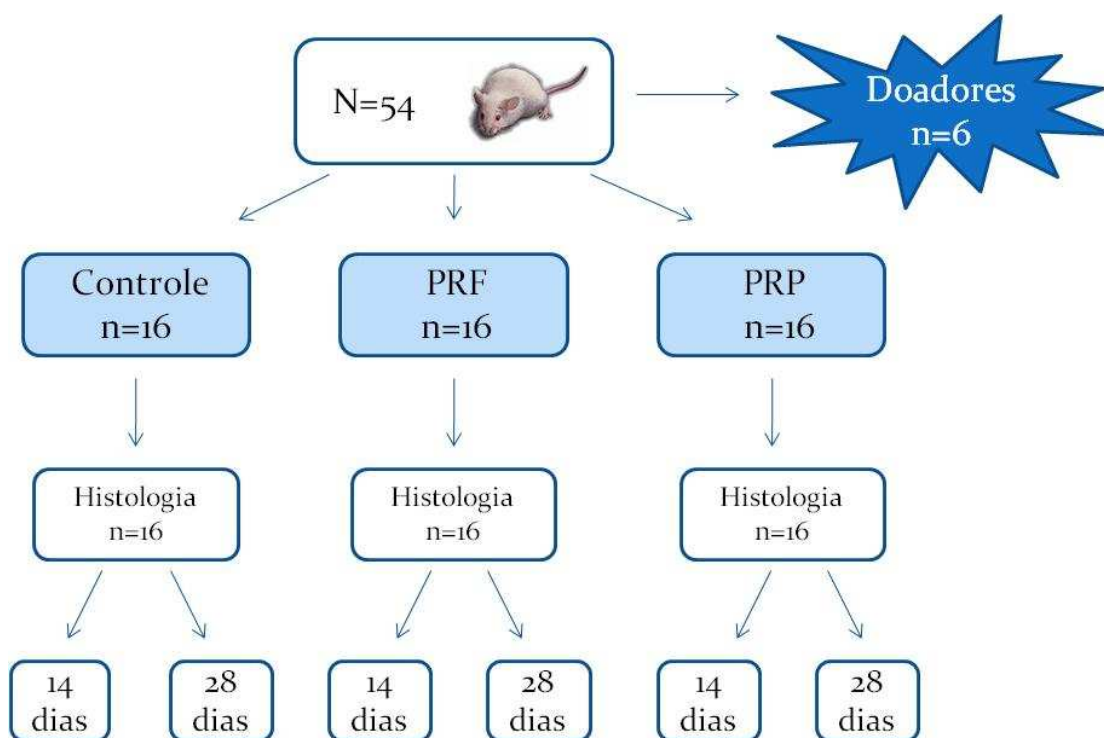 N=54
Doadores
n=6
Controle
n=16
PRF
n=16
PRP
n=16
Histologia
n=16
Histologia
n=16
Histologia
n=16
14
dias
28
dias
14
dias
28
dias
14
dias
28
dias